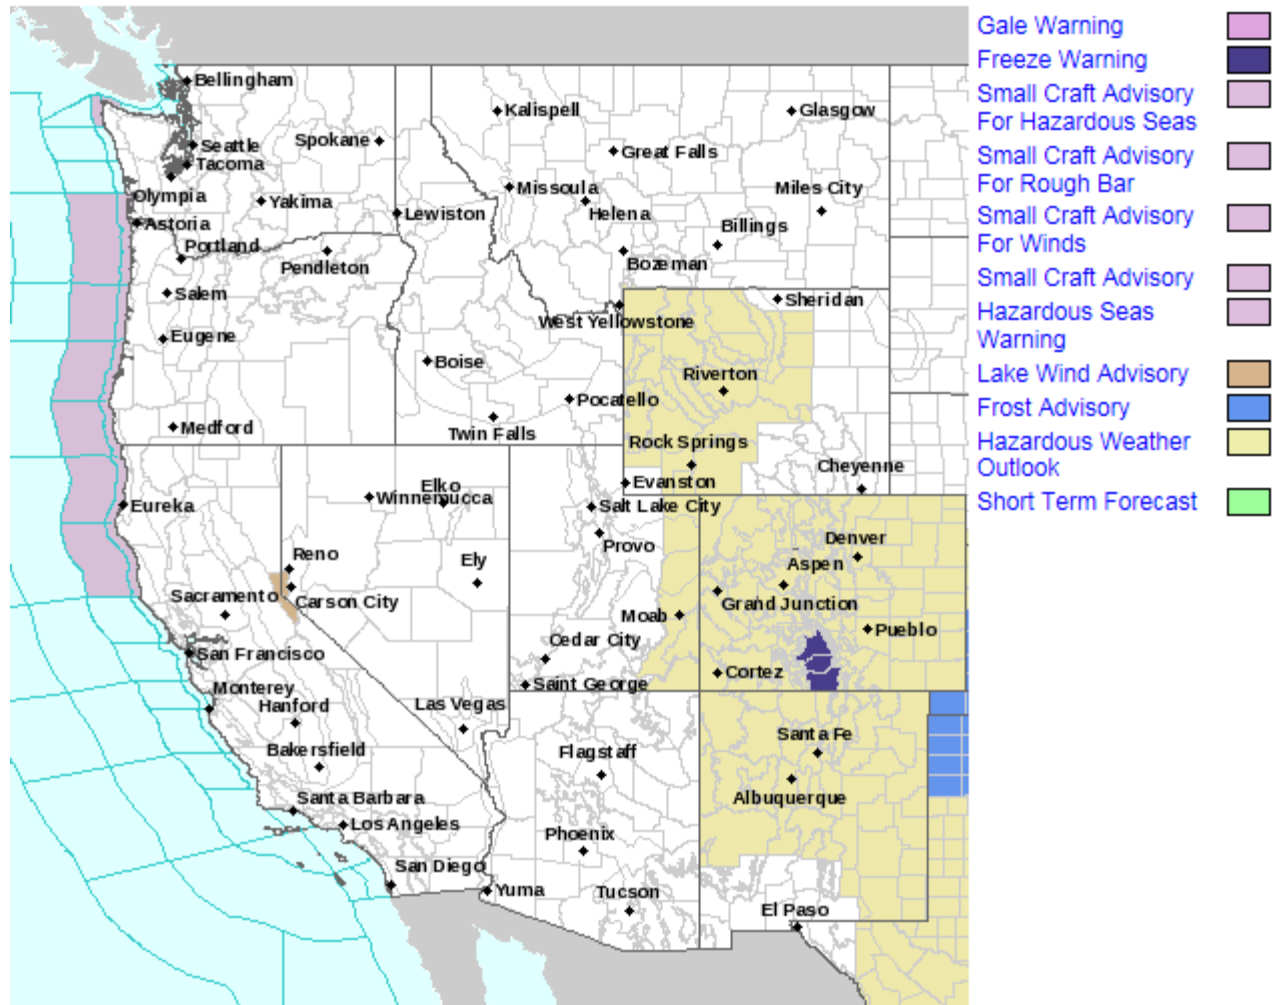 Bellingham
Seattle
Tacoma
Olympia
Spokane
Yakima
Astoria
Portland
Pendleton
Lewiston
Salem
Eugene
Medford
Kalispell
Glasgow
Great Falls
Missoula
Helena
Miles City
Billings
Bozeman
West Yellowstone
Sheridan
Boise
Pocatello
Twin Falls
Riverton
Rock Springs
Evanston
Cheyenne
Eureka
Elko
Winnemucca
Salt Lake City
Provo
Reno
Ely
Carson City
Sacramento
Denver
Aspen
Grand Junction
Moab
Pueblo
San Francisco
Cedar City
Saint George
Cortez
Monterey
Hanford
Las Vegas
Bakersfield
Flagstaff
Santa Fe
Albuquerque
Santa Barbara
Los Angeles
Phoenix
San Diego
Yuma
Tucson
El Paso
Gale Warning
Freeze Warning
Small Craft Advisory
For Hazardous Seas
Small Craft Advisory
For Rough Bar
Small Craft Advisory
For Winds
Small Craft Advisory
Hazardous Seas
Warning
Lake Wind Advisory
Frost Advisory
Hazardous Weather
Outlook
Short Term Forecast